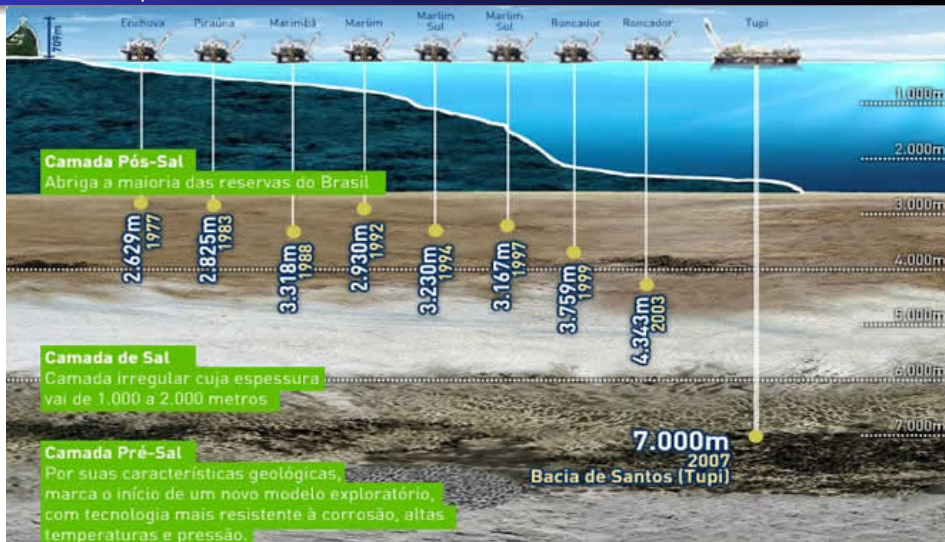 Enchova
Piraúna
Marimbá
Marlim
Marlim
Sul
Marlim
Sul
Roncador
Roncador
Tupi
709m
1.000m
2.000m
3.000m
4.000m
5.000m
6.000m
7.000m
Camada Pós-Sal
Abriga a maioria das reservas do Brasil
2.629m
1977
2.825m
1983
3.318m
1988
2.930m
1992
3.230m
1994
3.167m
1997
3.759m
1999
4.343m
2003
Camada de Sal
Camada irregular cuja espessura
vai de 1.000 a 2.000 metros
7.000m
2007
Bacia de Santos (Tupi)
Camada Pré-Sal
Por suas características geológicas,
marca o início de um novo modelo exploratório,
com tecnologia mais resistente à corrosão, altas
temperaturas e pressão.